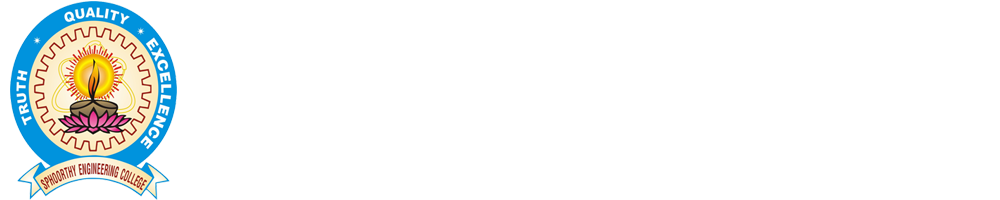 TRUTH * QUALITY * EXCELLENCE
SPHOORTHY ENGINEERING COLLEGE